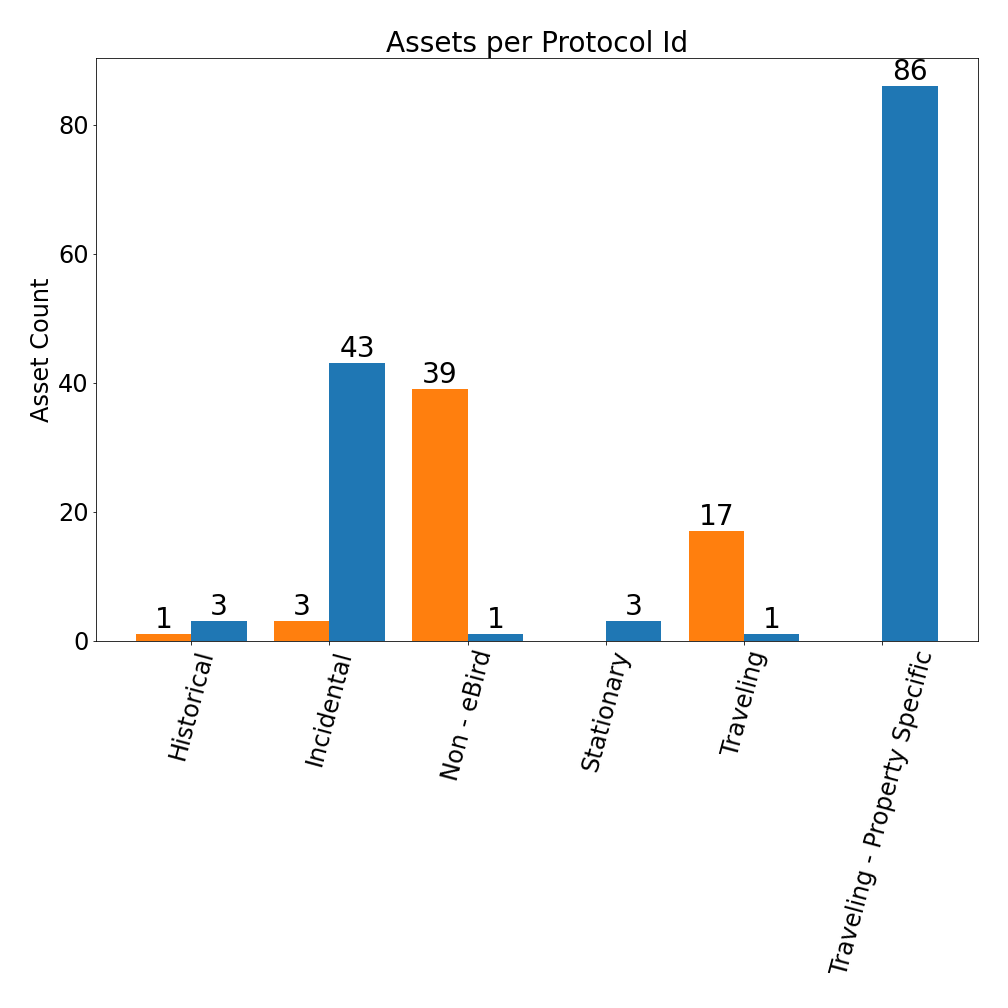 Assets per Protocol Id
86
80
60
Asset Count
43
40
39
20
17
1
3
3
1
3
1
0
Historical
Incidental
Non - eBird
Stationary
Traveling
Traveling - Property Specific